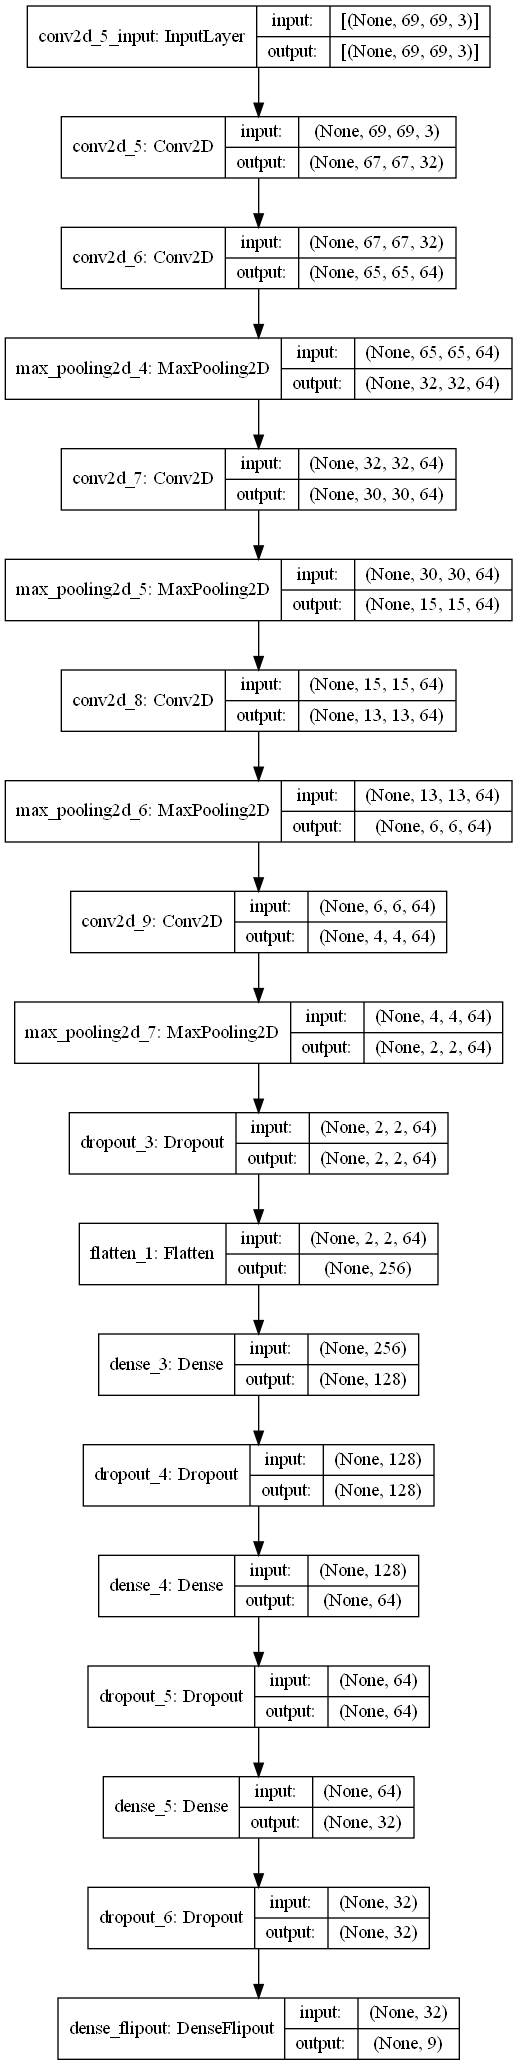 conv2d_5_input: InputLayer
input: [(None, 69, 69, 3)]
output: [(None, 69, 69, 3)]
conv2d_5: Conv2D
input: (None, 69, 69, 3)
output: (None, 67, 67, 32)
conv2d_6: Conv2D
input: (None, 67, 67, 32)
output: (None, 65, 65, 64)
max_pooling2d_4: MaxPooling2D
input: (None, 65, 65, 64)
output: (None, 32, 32, 64)
conv2d_7: Conv2D
input: (None, 32, 32, 64)
output: (None, 30, 30, 64)
max_pooling2d_5: MaxPooling2D
input: (None, 30, 30, 64)
output: (None, 15, 15, 64)
conv2d_8: Conv2D
input: (None, 15, 15, 64)
output: (None, 13, 13, 64)
max_pooling2d_6: MaxPooling2D
input: (None, 13, 13, 64)
output: (None, 6, 6, 64)
conv2d_9: Conv2D
input: (None, 6, 6, 64)
output: (None, 4, 4, 64)
max_pooling2d_7: MaxPooling2D
input: (None, 4, 4, 64)
output: (None, 2, 2, 64)
dropout_3: Dropout
input: (None, 2, 2, 64)
output: (None, 2, 2, 64)
flatten_1: Flatten
input: (None, 2, 2, 64)
output: (None, 256)
dense_3: Dense
input: (None, 256)
output: (None, 128)
dropout_4: Dropout
input: (None, 128)
output: (None, 128)
dense_4: Dense
input: (None, 128)
output: (None, 64)
dropout_5: Dropout
input: (None, 64)
output: (None, 64)
dense_5: Dense
input: (None, 64)
output: (None, 32)
dropout_6: Dropout
input: (None, 32)
output: (None, 32)
dense_flipout: DenseFlipout
input: (None, 32)
output: (None, 9)